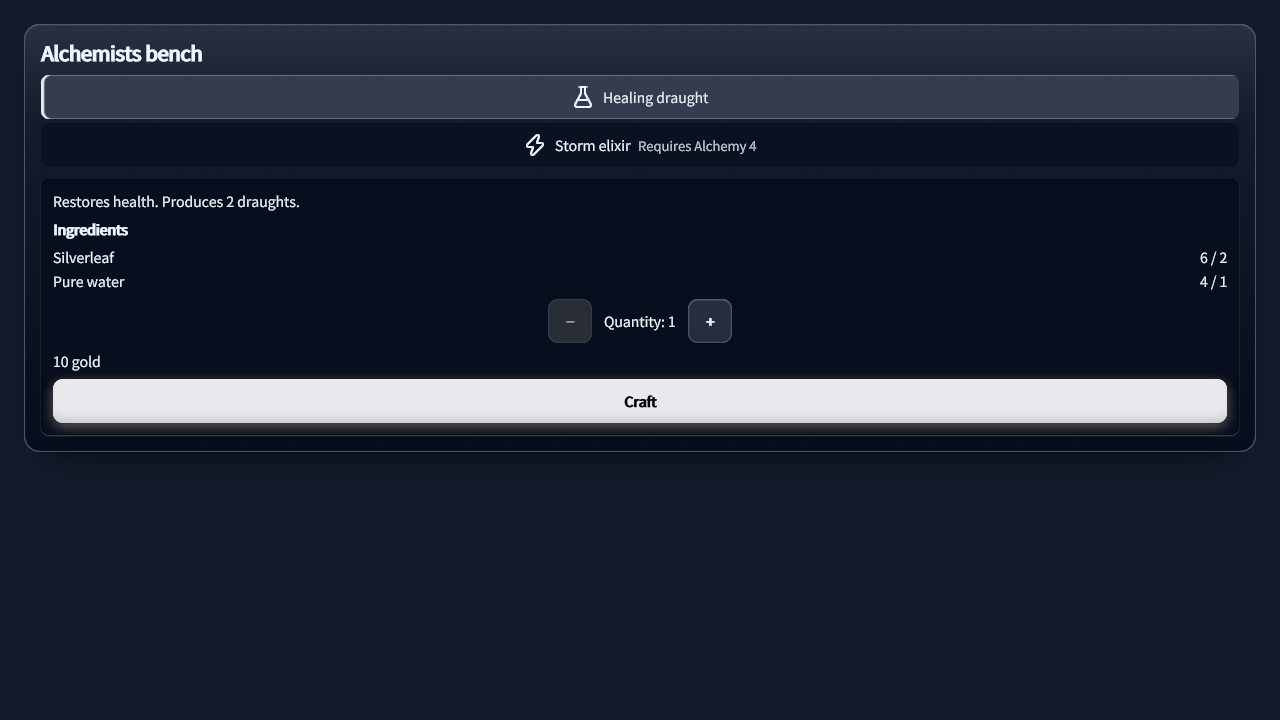 Alchemists bench
Healing draught
Storm elixir Requires Alchemy 4
Restores health. Produces 2 draughts.
Ingredients
Silverleaf 6 / 2
Pure water 4 / 1
− Quantity: 1 +
10 gold
Craft